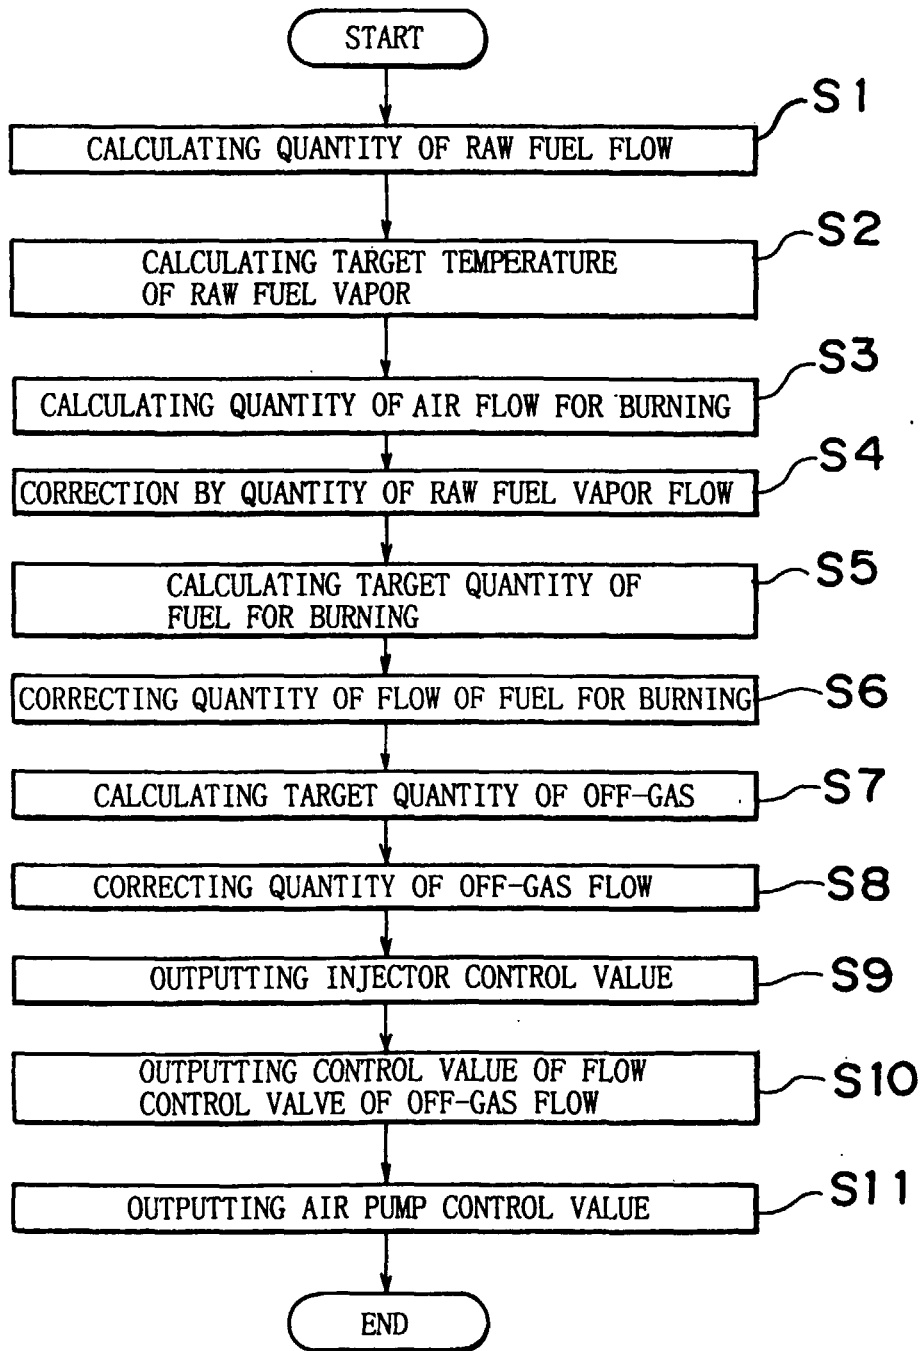 START
S1
CALCULATING QUANTITY OF RAW FUEL FLOW
S2
CALCULATING TARGET TEMPERATURE
OF RAW FUEL VAPOR
S3
CALCULATING QUANTITY OF AIR FLOW FOR BURNING
S4
CORRECTION BY QUANTITY OF RAW FUEL VAPOR FLOW
S5
CALCULATING TARGET QUANTITY OF
FUEL FOR BURNING
S6
CORRECTING QUANTITY OF FLOW OF FUEL FOR BURNING
S7
CALCULATING TARGET QUANTITY OF OFF-GAS
S8
CORRECTING QUANTITY OF OFF-GAS FLOW
S9
OUTPUTTING INJECTOR CONTROL VALUE
S10
OUTPUTTING CONTROL VALUE OF FLOW
CONTROL VALVE OF OFF-GAS FLOW
S11
OUTPUTTING AIR PUMP CONTROL VALUE
END